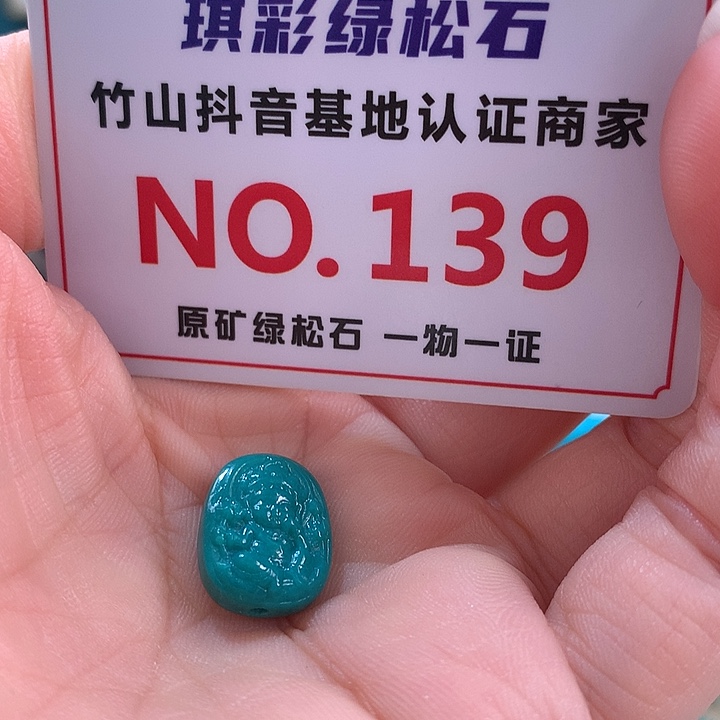 琪彩绿松石
竹山抖音基地认证商家
NO.139
原矿绿松石 一物一证